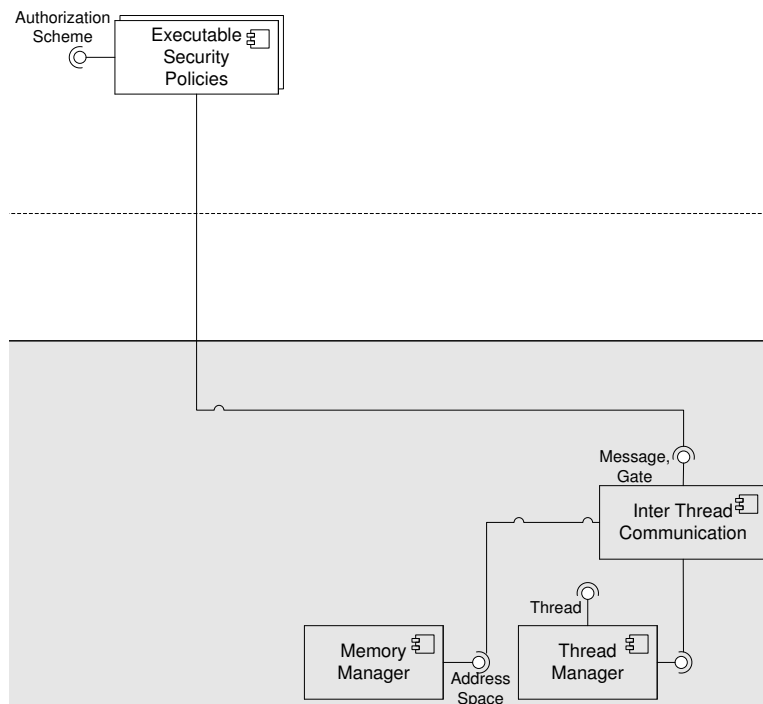 Authorization
Scheme
Executable
Security
Policies
Message,
Gate
Inter Thread
Communication
Thread
Memory
Manager
Thread
Manager
Address
Space